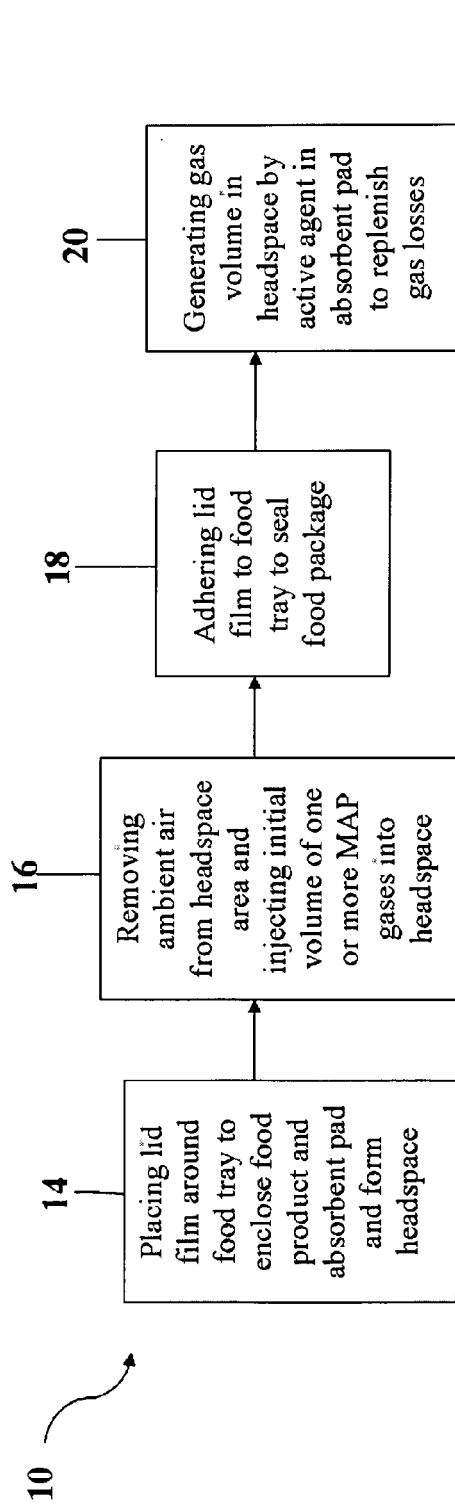 10
14
Placing lid
film around
food tray to
enclose food
product and
absorbent pad
and form
headspace
16
Removing
ambient air
from headspace
area and
injecting initial
volume of one
or more MAP
gases into
headspace
18
Adhering lid
film to food
tray to seal
food package
20
Generating gas
volume in
headspace by
active agent in
absorbent pad
to replenish
gas losses